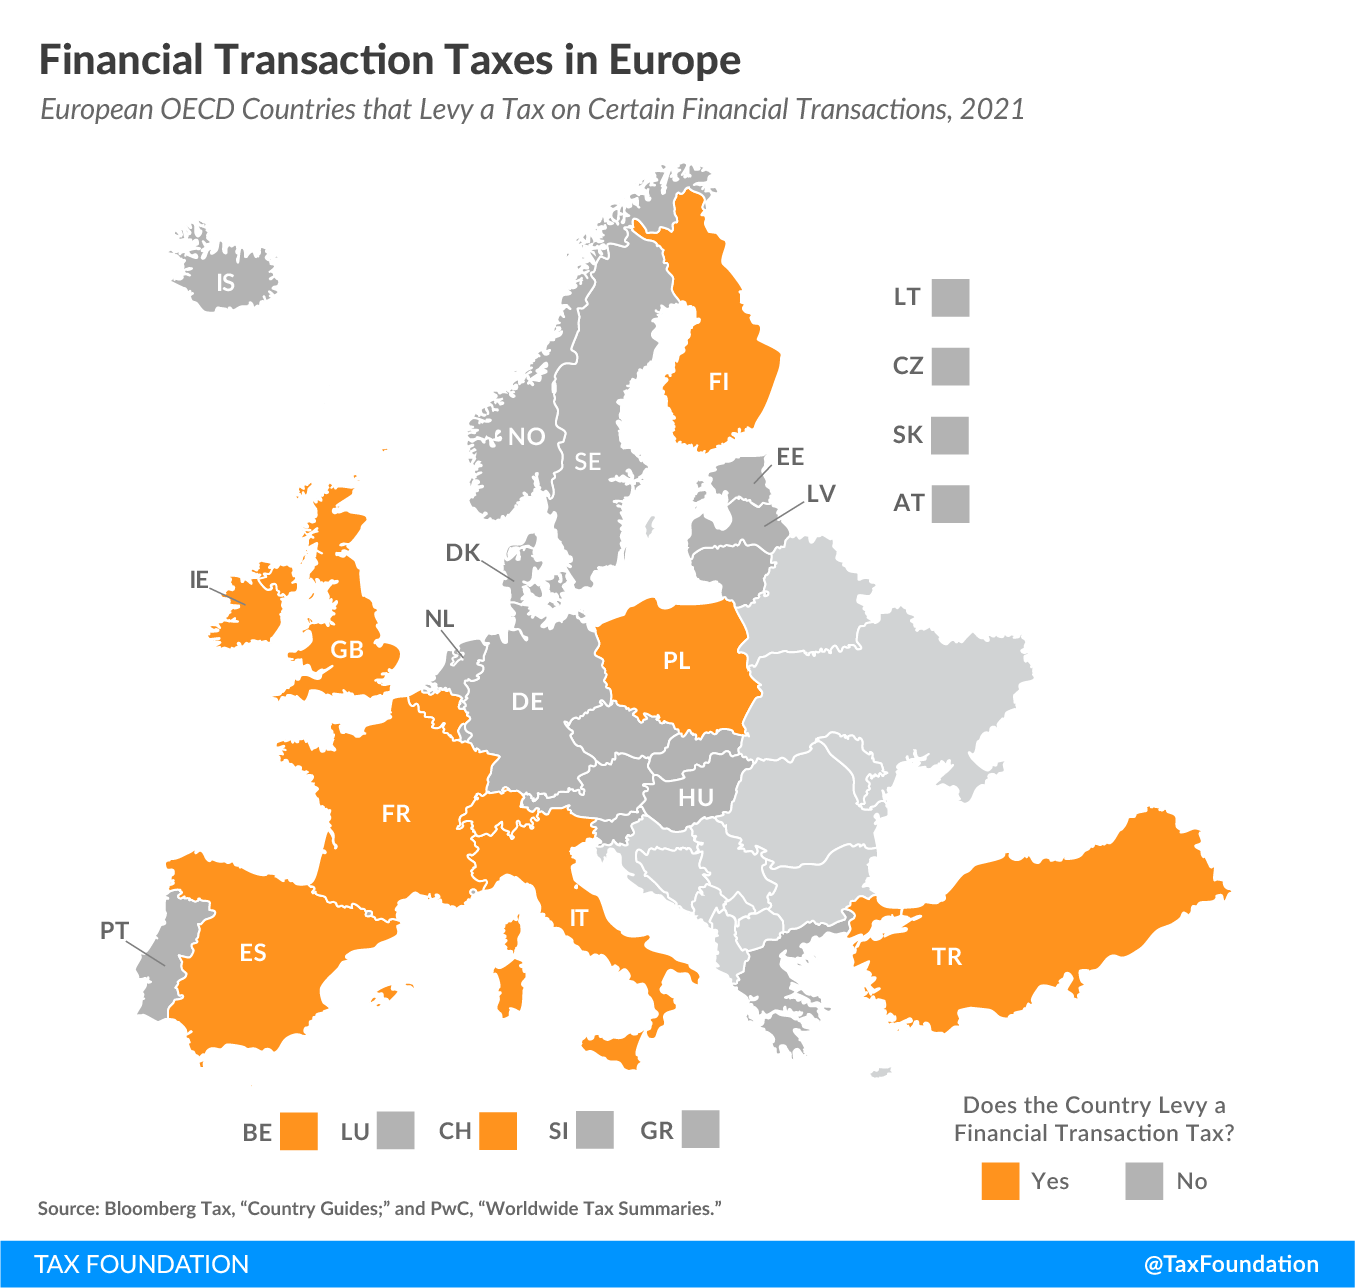 Financial Transaction Taxes in Europe
European OECD Countries that Levy a Tax on Certain Financial Transactions, 2021
IS
LT
CZ
FI
SK
NO
EE
SE
LV
AT
DK
IE
NL
GB
PL
DE
HU
FR
IT
PT
ES
TR
BE
LU
CH
SI
GR
Does the Country Levy a
Financial Transaction Tax?
Yes
No
Source: Bloomberg Tax, “Country Guides;” and PwC, “Worldwide Tax Summaries.”
TAX FOUNDATION
@TaxFoundation